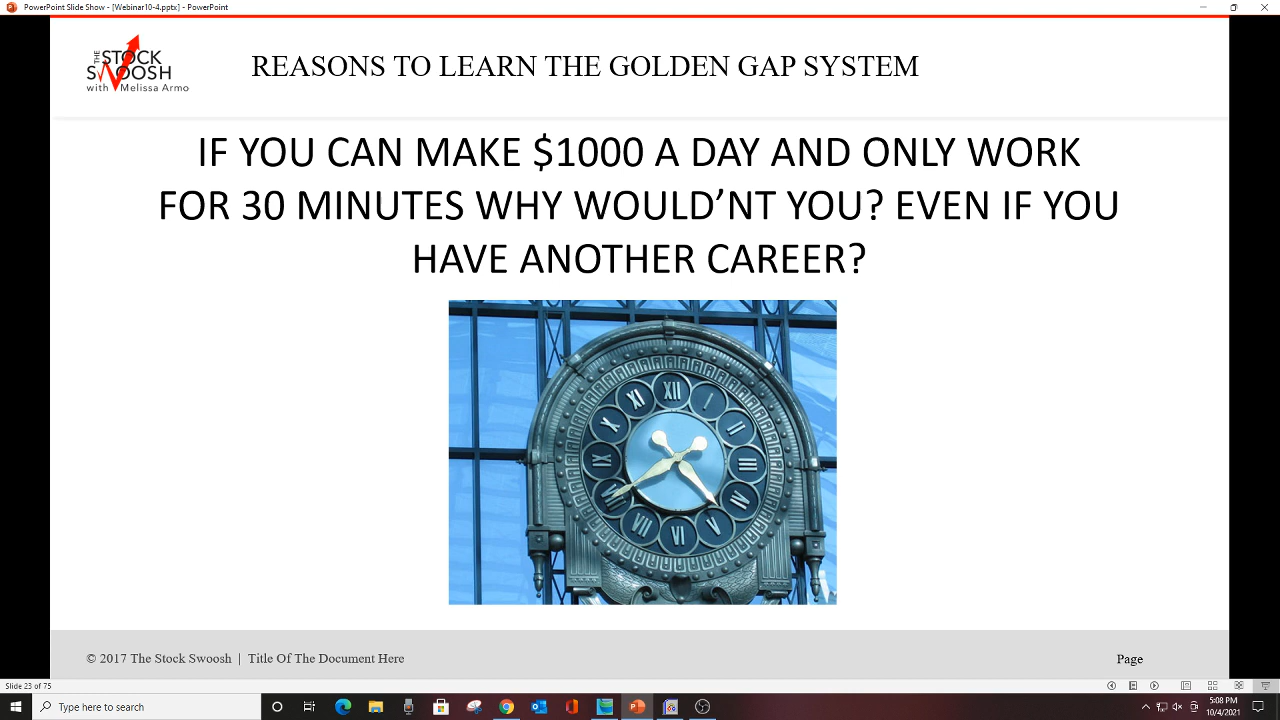 PowerPoint Slide Show - [Webinar10-4.pptx] - PowerPoint
THE STOCK
SWOOSH
with Melissa Armo
REASONS TO LEARN THE GOLDEN GAP SYSTEM
IF YOU CAN MAKE $1000 A DAY AND ONLY WORK
FOR 30 MINUTES WHY WOULD’NT YOU? EVEN IF YOU
HAVE ANOTHER CAREER?
XII
I
II
III
IV
V
VI
VII
VIII
IX
X
XI
© 2017 The Stock Swoosh | Title Of The Document Here
Page
Slide 23 of 75
Type here to search
5:08 PM
10/4/2021